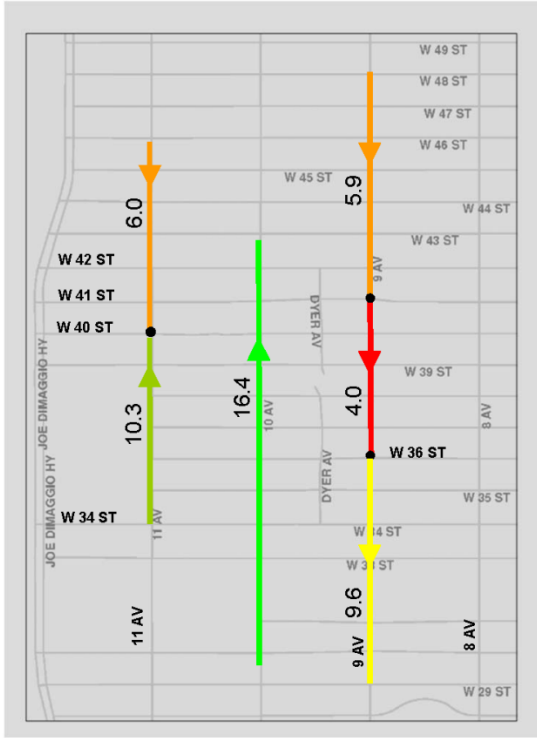 W 49 ST
W 48 ST
W 47 ST
W 46 ST
W 45 ST
5.9
6.0
W 44 ST
W 43 ST
W 42 ST
9 AV
W 41 ST
DYER AV
W 40 ST
JOE DIMAGGIO HY
W 39 ST
4.0
16.4
10.3
10 AV
8 AV
W 36 ST
JOE DIMAGGIO HY
DYER AV
W 35 ST
W 34 ST
11 AV
W 34 ST
W 33 ST
9.6
11 AV
9 AV
8 AV
W 29 ST